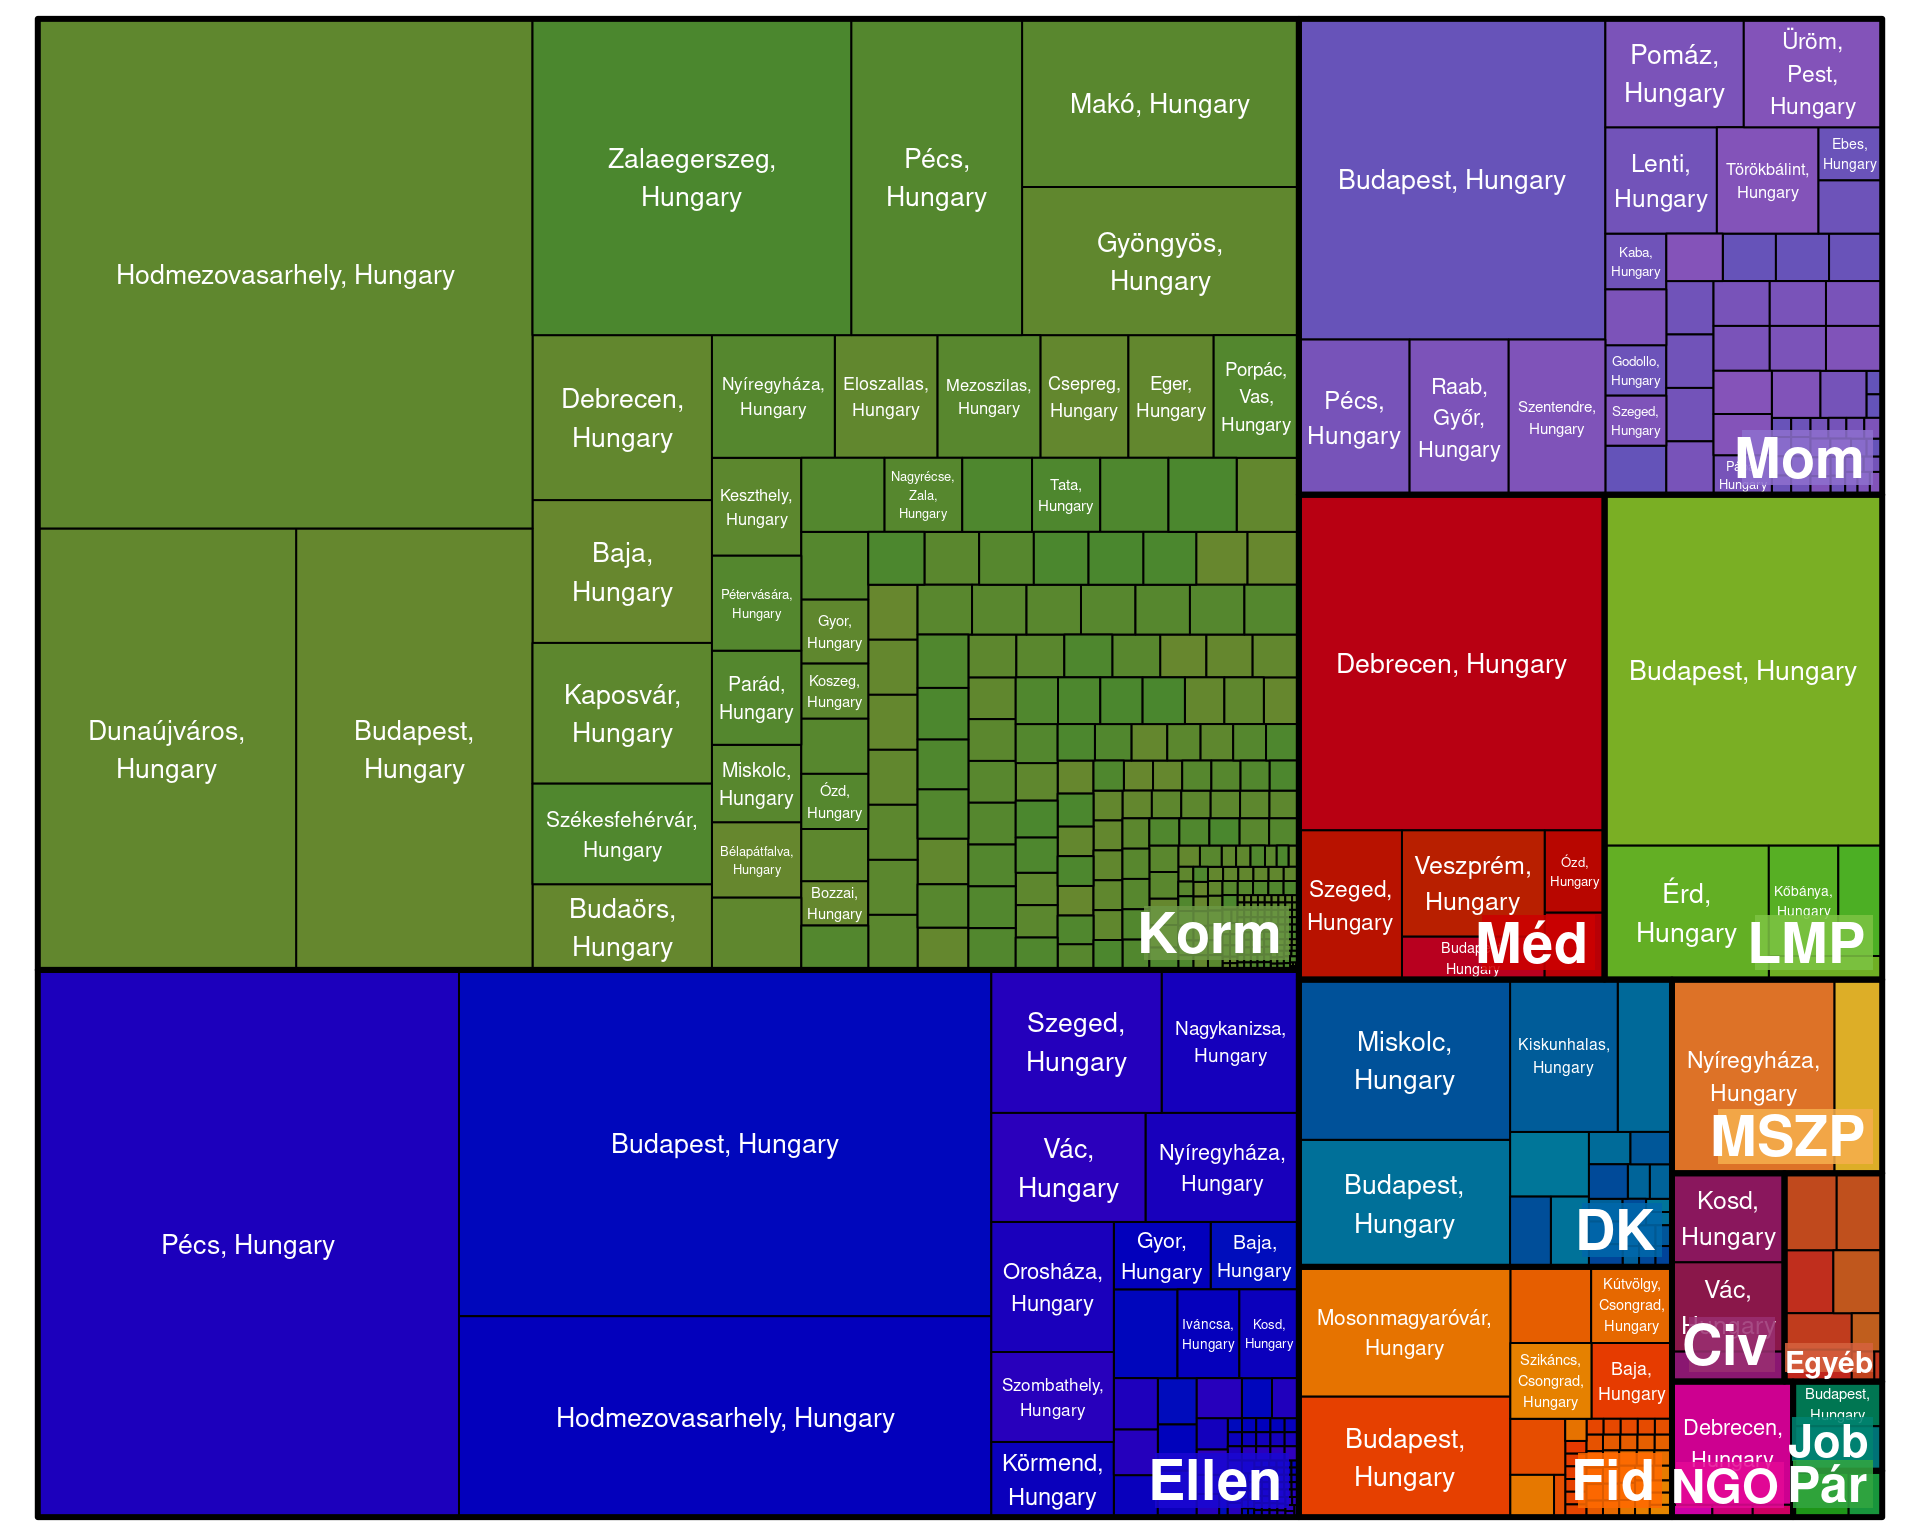 Hodmezovasarhely, Hungary
Zalaegerszeg,
Hungary
Pécs,
Hungary
Makó, Hungary
Gyöngyös,
Hungary
Dunaújváros,
Hungary
Budapest,
Hungary
Debrecen,
Hungary
Baja,
Hungary
Kaposvár,
Hungary
Székesfehérvár,
Hungary
Budaörs,
Hungary
Nyíregyháza,
Hungary
Eloszallas,
Hungary
Mezoszilas,
Hungary
Csepreg,
Hungary
Eger,
Hungary
Porpác,
Vas,
Hungary
Keszthely,
Hungary
Nagyrécse,
Zala,
Hungary
Tata,
Hungary
Pétervására,
Hungary
Gyor,
Hungary
Parád,
Hungary
Koszeg,
Hungary
Miskolc,
Hungary
Ózd,
Hungary
Bélapátfalva,
Hungary
Bozzai,
Hungary
Korm
Budapest, Hungary
Pomáz,
Hungary
Üröm,
Pest,
Hungary
Lenti,
Hungary
Törökbálint,
Hungary
Ebes,
Hungary
Kaba,
Hungary
Godollo,
Hungary
Szeged,
Hungary
Pécs,
Hungary
Raab,
Győr,
Hungary
Szentendre,
Hungary
Hungary
Mom
Debrecen, Hungary
Szeged,
Hungary
Veszprém,
Hungary
Ózd,
Hungary
Budapest,
Hungary
Méd
Budapest, Hungary
Érd,
Hungary
Kőbánya,
Hungary
LMP
Pécs, Hungary
Budapest, Hungary
Hodmezovasarhely, Hungary
Szeged,
Hungary
Nagykanizsa,
Hungary
Vác,
Hungary
Nyíregyháza,
Hungary
Orosháza,
Hungary
Gyor,
Hungary
Baja,
Hungary
Iváncsa,
Hungary
Kosd,
Hungary
Szombathely,
Hungary
Körmend,
Hungary
Ellen
Miskolc,
Hungary
Kiskunhalas,
Hungary
Budapest,
Hungary
DK
Mosonmagyaróvár,
Hungary
Kútvölgy,
Csongrad,
Hungary
Szikáncs,
Csongrad,
Hungary
Baja,
Hungary
Budapest,
Hungary
Fid
Nyíregyháza,
Hungary
MSZP
Kosd,
Hungary
Vác,
Hungary
Civ
Egyéb
Debrecen,
Hungary
NGO
Budapest,
Hungary
Job
Pár